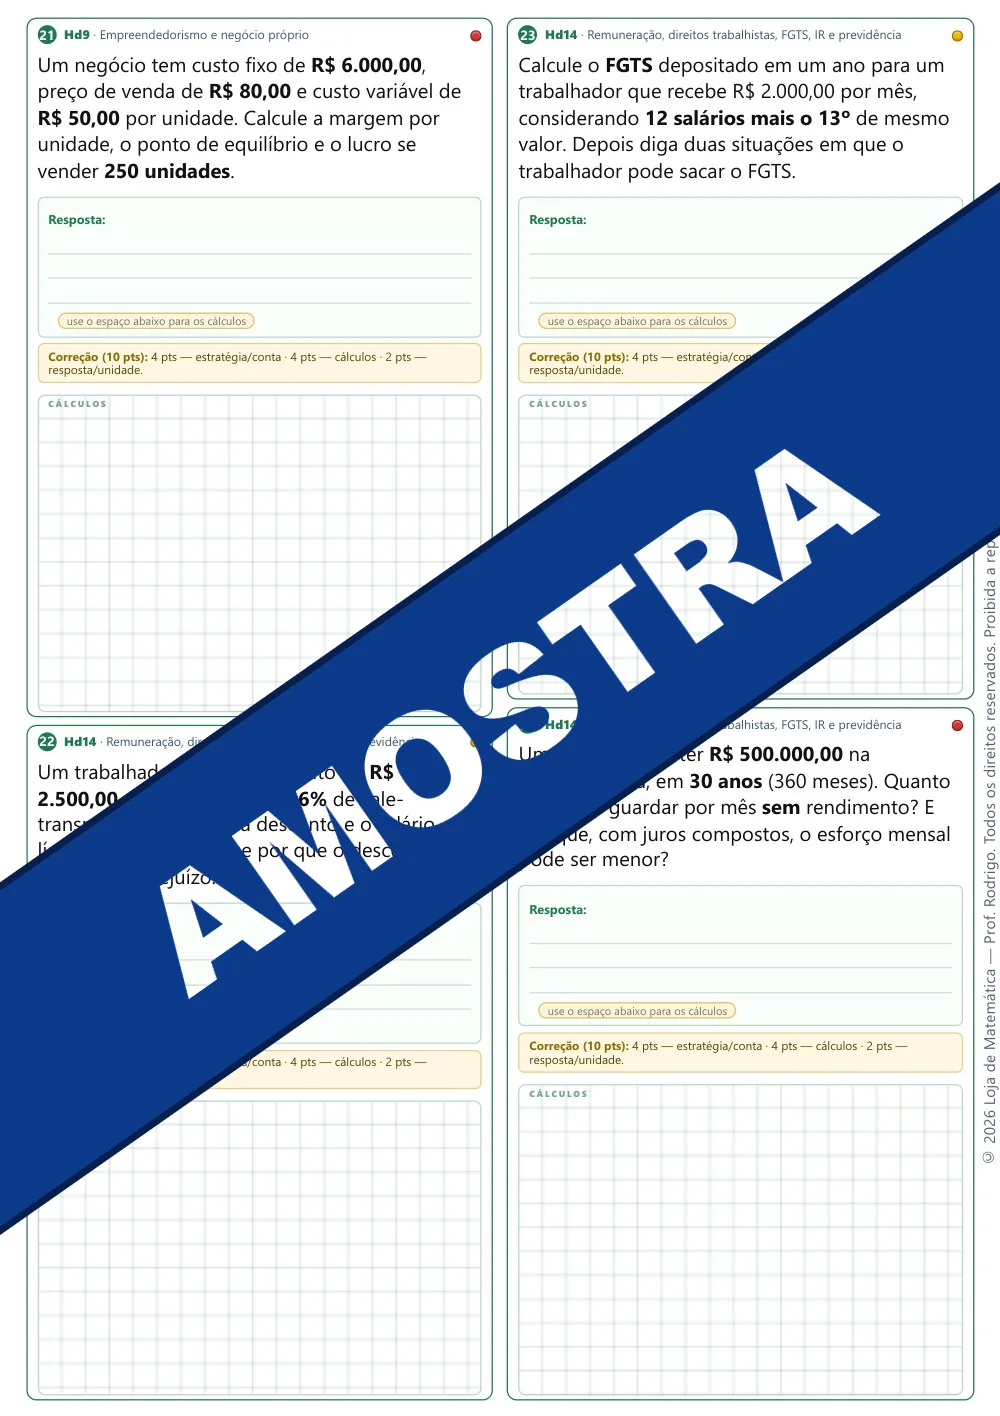 21 Hd9 · Empreendedorismo e negócio próprio
Um negócio tem custo fixo de R$ 6.000,00,
preço de venda de R$ 80,00 e custo variável de
R$ 50,00 por unidade. Calcule a margem por
unidade, o ponto de equilíbrio e o lucro se
vender 250 unidades.
Resposta:
use o espaço abaixo para os cálculos
Correção (10 pts): 4 pts — estratégia/conta · 4 pts — cálculos · 2 pts —
resposta/unidade.
CÁLCULOS
22 Hd14 · Remuneração,
Um
R$
2.500,00
6% de
e o
e por que o
/conta · 4 pts — cálculos · 2 pts —
23 Hd14 · Remuneração, direitos trabalhistas, FGTS, IR e previdência
Calcule o FGTS depositado em um ano para um
trabalhador que recebe R$ 2.000,00 por mês,
considerando 12 salários mais o 13º de mesmo
valor. Depois diga duas situações em que o
trabalhador pode sacar o FGTS.
Resposta:
use o espaço abaixo para os cálculos
Correção (10 pts): 4 pts —
resposta/unidade.
CÁLCULOS
Hd14 FGTS, IR e previdência
R$ 500.000,00 na
em 30 anos (360 meses). Quanto
guardar por mês sem rendimento? E
com juros compostos, o esforço mensal
ser menor?
Resposta:
use o espaço abaixo para os cálculos
Correção (10 pts): 4 pts — estratégia/conta · 4 pts — cálculos · 2 pts —
resposta/unidade.
CÁLCULOS
AMOSTRA
© 2026 Loja de Matemática — Prof. Rodrigo. Todos os direitos reservados. Proibida a rep